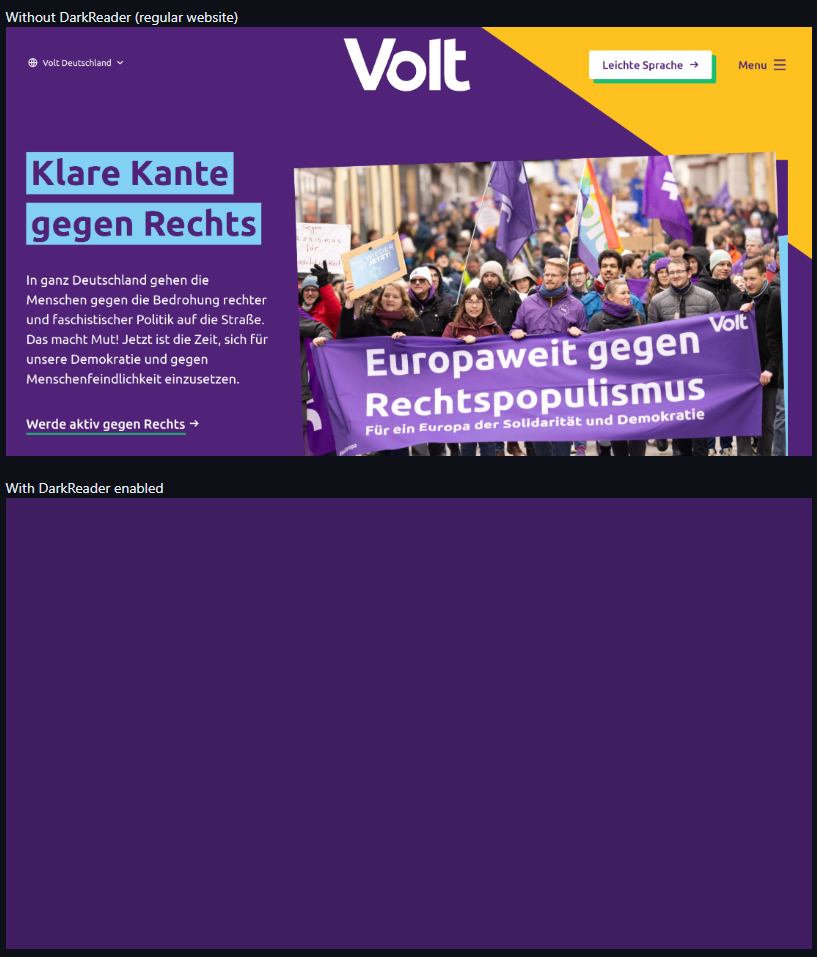 Without DarkReader (regular website)
Volt Deutschland
Volt
Leichte Sprache
Menu
Klare Kante
gegen Rechts
In ganz Deutschland gehen die
Menschen gegen die Bedrohung rechter
und faschistischer Politik auf die Straße.
Das macht Mut! Jetzt ist die Zeit, sich für
unsere Demokratie und gegen
Menschenfeindlichkeit einzusetzen.
Werde aktiv gegen Rechts
JETZT!
Volt
Europaweit gegen
Rechtspopulismus
Für ein Europa der Solidarität und Demokratie
With DarkReader enabled